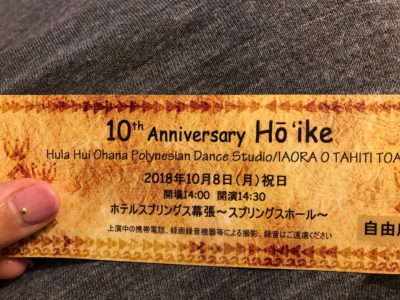 10th Anniversary Hō'ike
Hula Hui Ohana Polynesian Dance Studio/IAORA O TAHITI TOA
2018年10月8日(月)祝日
開場14:00 開演14:30
ホテルスプリングス幕張〜スプリングスホール〜
上演中の携帯電話、録画録音機器等による撮影、録音はご遠慮ください
自由